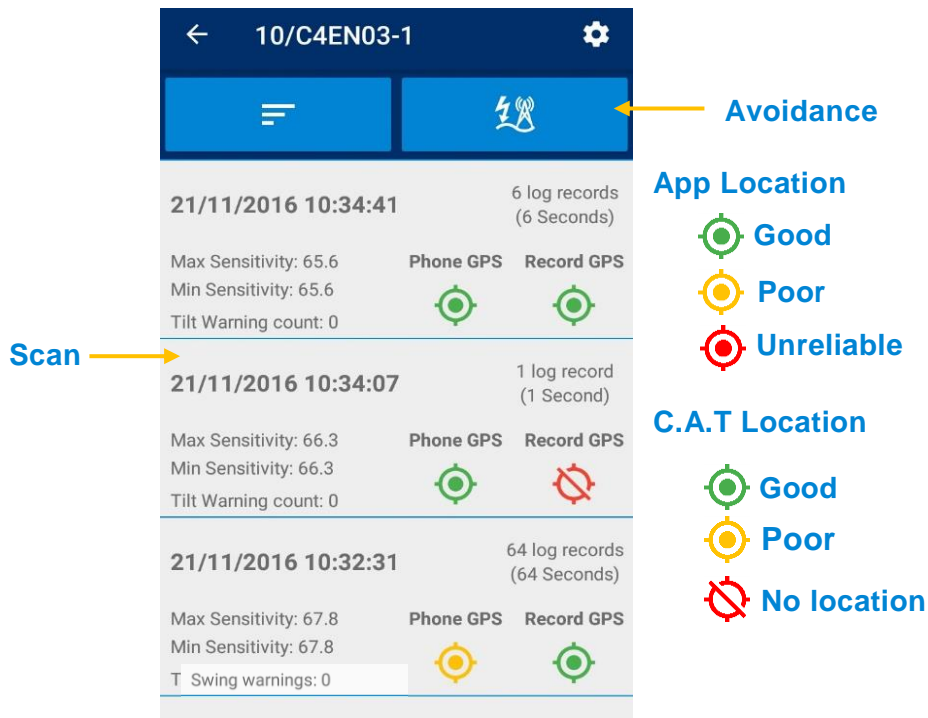 10/C4EN03-1
Avoidance
21/11/2016 10:34:41
6 log records
(6 Seconds)
Max Sensitivity: 65.6
Min Sensitivity: 65.6
Tilt Warning count: 0
Phone GPS
Record GPS
Scan
21/11/2016 10:34:07
1 log record
(1 Second)
Max Sensitivity: 66.3
Min Sensitivity: 66.3
Tilt Warning count: 0
Phone GPS
Record GPS
21/11/2016 10:32:31
64 log records
(64 Seconds)
Max Sensitivity: 67.8
Min Sensitivity: 67.8
T Swing warnings: 0
Phone GPS
Record GPS
App Location
Good
Poor
Unreliable
C.A.T Location
Good
Poor
No location